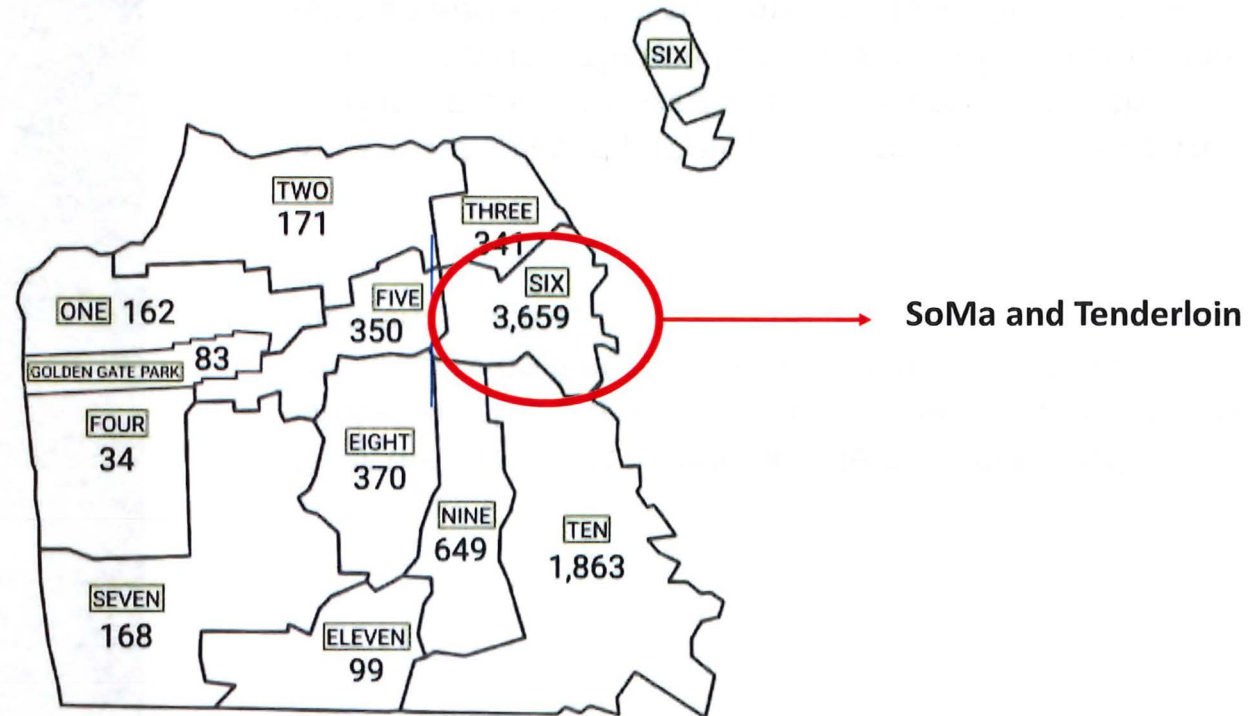 SIX
TWO
171
THREE
341
SIX
3,659
SoMa and Tenderloin
FIVE
350
ONE 162
83
GOLDEN GATE PARK
FOUR
34
EIGHT
370
NINE
649
TEN
1,863
SEVEN
168
ELEVEN
99